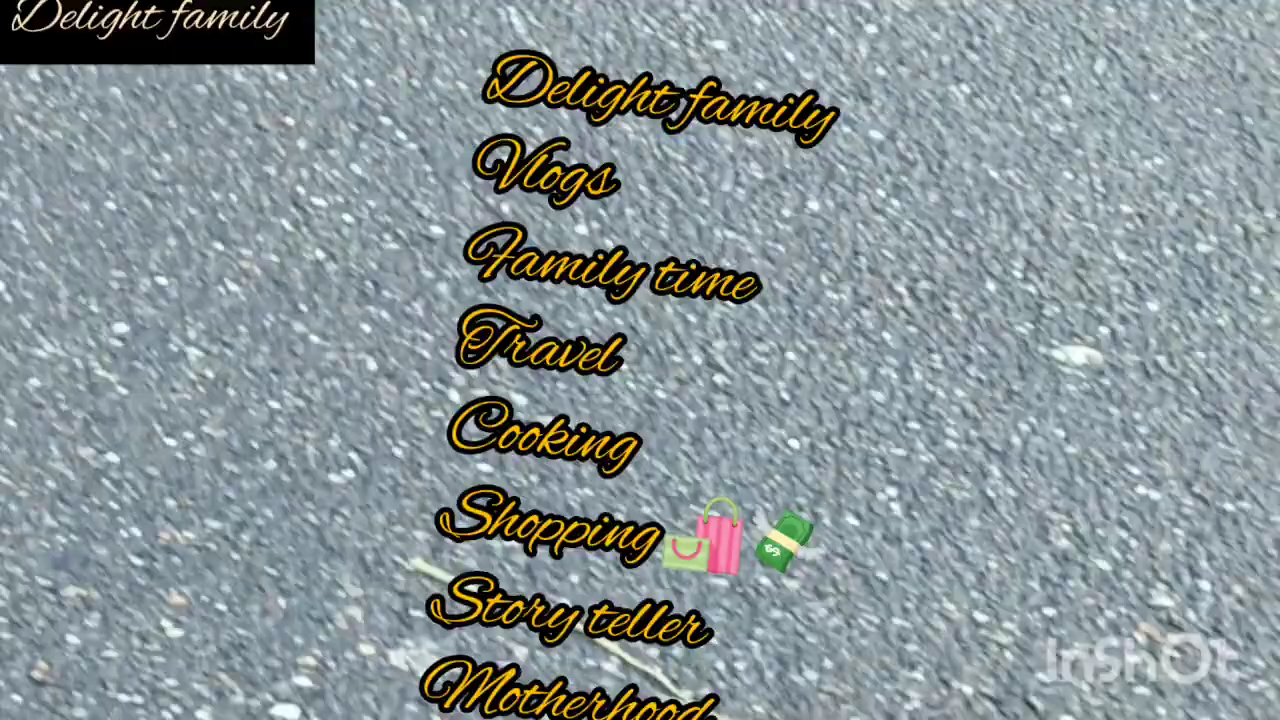 Delight family
Delight family
Vlogs
Family time
Travel
Cooking
Shopping🛍️💸
Story teller
Motherhood
InShOt